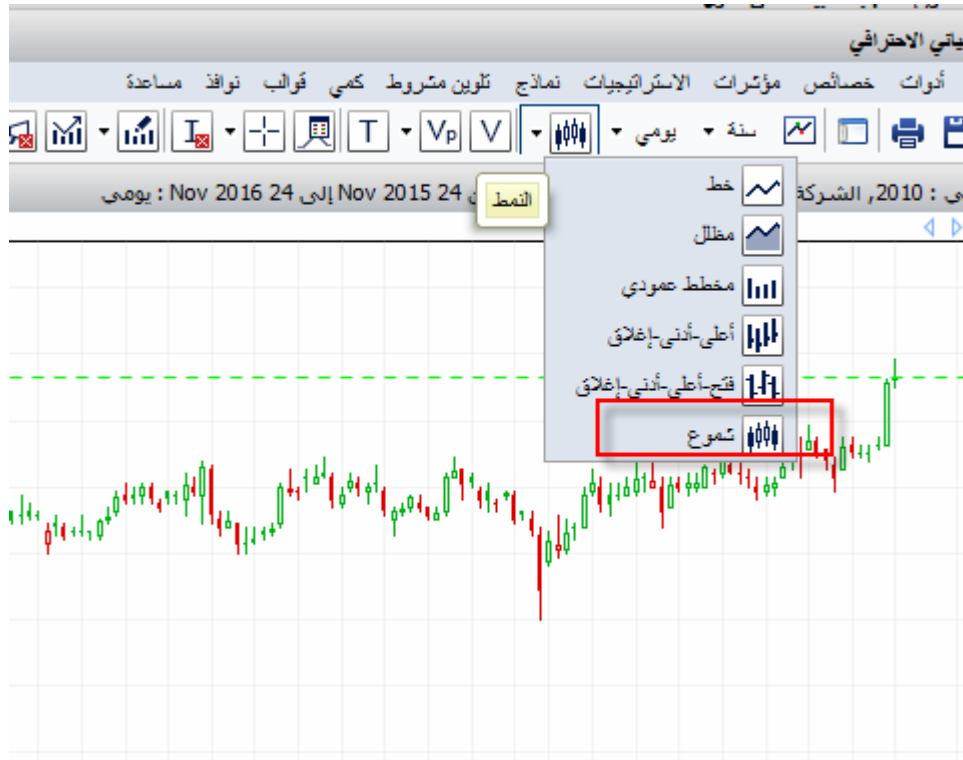 ياني الاحترافي
أدوات خصائص مؤشرات الاستراتيجيات نماذج تلوين مشروط كمي قوالب نوافذ مساعدة
سنة يومي Vp V T I
ي : 2010, الشركة
24 Nov 2015 إلى 24 Nov 2016 : يومي
النمط
خط
مظلل
مخطط عمودي
أعلى-أدنى-إغلاق
فتح-أعلى-أدنى-إغلاق
شموع